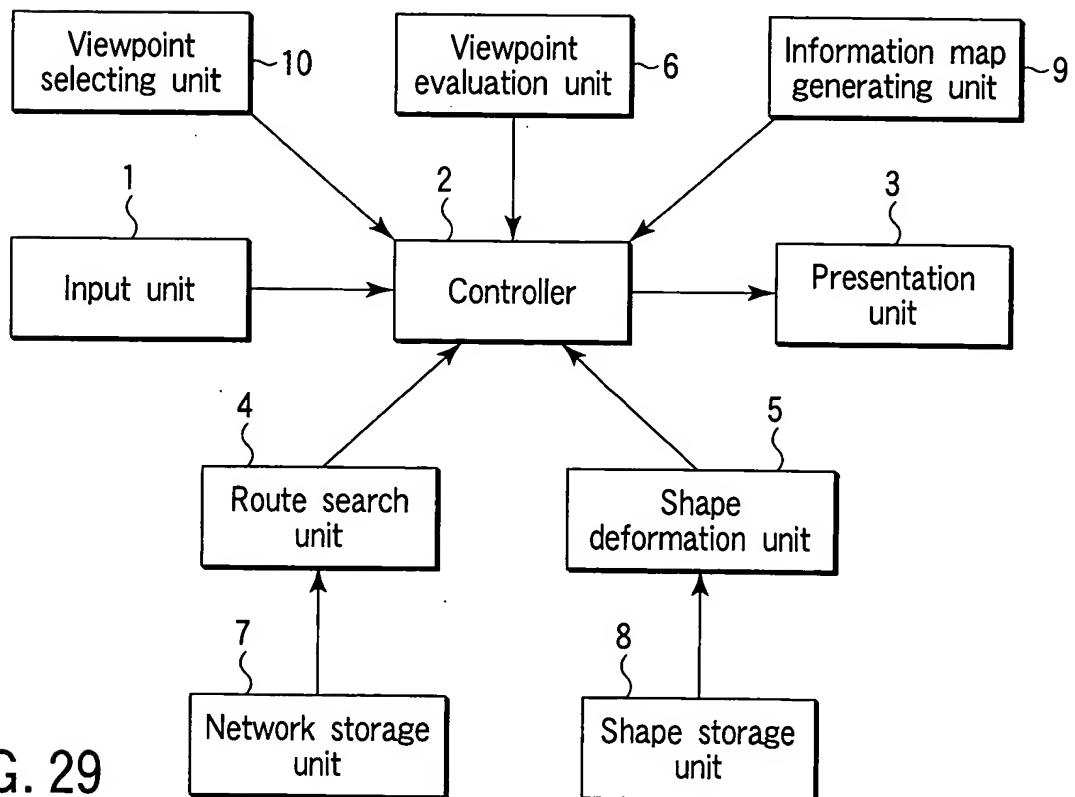 Viewpoint
selecting unit
10
Viewpoint
evaluation unit
6
Information map
generating unit
9
1
Input unit
2
Controller
3
Presentation
unit
4
Route search
unit
5
Shape
deformation unit
7
Network storage
unit
8
Shape storage
unit
G. 29